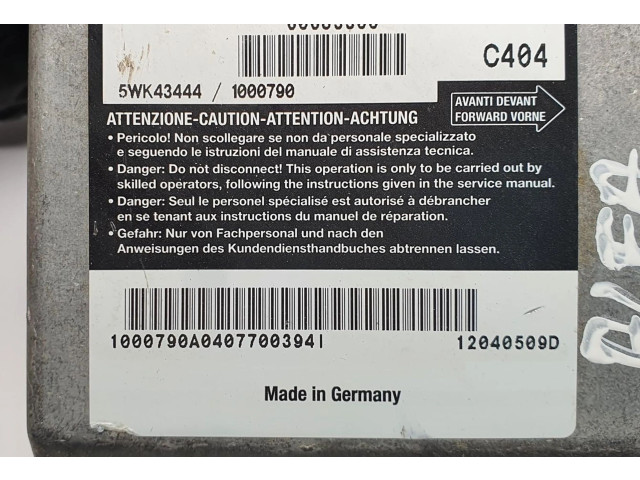 C404
5WK43444 / 1000790
ATTENZIONE-CAUTION-ATTENTION-ACHTUNG
AVANTI DEVANT
FORWARD VORNE
• Pericolo! Non scollegare se non da personale specializzato
e seguendo le istruzioni del manuale di assistenza tecnica.
• Danger: Do not disconnect! This operation is only to be carried out by
skilled operators, following the instructions given in the service manual.
• Danger: Seul le personel spécialisé est autorisé à débrancher
en se tenant aux instructions du manuel de réparation.
• Gefahr: Nur von Fachpersonal und nach den
Anweisungen des Kundendiensthandbuches abtrennen lassen.
1000790A0407700394I
12040509D
Made in Germany